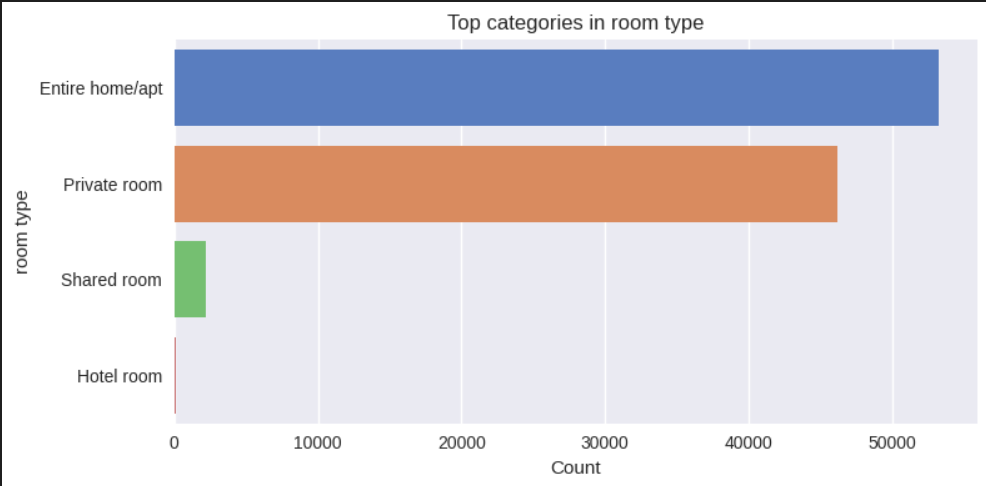 Top categories in room type
Entire home/apt
Private room
Shared room
Hotel room
room type
0 10000 20000 30000 40000 50000
Count